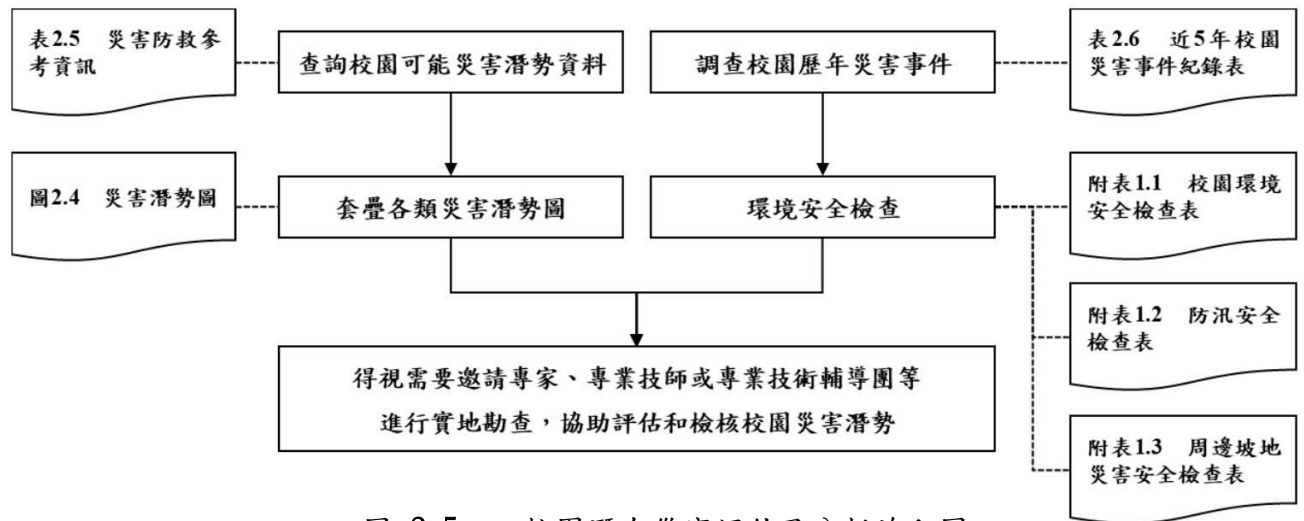 表2.5 災害防救參
考資訊
查詢校園可能災害潛勢資料
調查校園歷年災害事件
表2.6 近5年校園
災害事件紀錄表
圖2.4 災害潛勢圖
套疊各類災害潛勢圖
環境安全檢查
附表1.1 校園環境
安全檢查表
附表1.2 防汛安全
檢查表
得視需要邀請專家、專業技師或專業技術輔導團等
進行實地勘查，協助評估和檢核校園災害潛勢
附表1.3 周邊坡地
災害安全檢查表